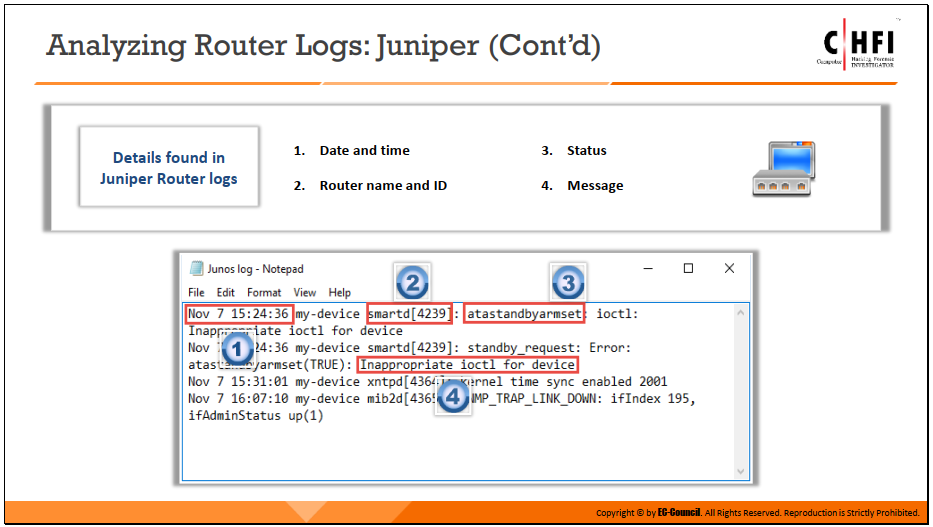 Analyzing Router Logs: Juniper (Cont’d)
CHFI
Computer Hacking Forensic
INVESTIGATOR
Details found in
Juniper Router logs
1. Date and time
2. Router name and ID
3. Status
4. Message
Junos log - Notepad
File Edit Format View Help
2
3
Nov 7 15:24:36 my-device smartd[4239]: atastandbyarmset: ioctl:
Inappropriate ioctl for device
Nov 24:36 my-device smartd[4239]: standby_request: Error:
1
atastandbyarmset(TRUE): Inappropriate ioctl for device
Nov 7 15:31:01 my-device xntpd[4364]: kernel time sync enabled 2001
4
Nov 7 16:07:10 my-device mib2d[4365 NMP_TRAP_LINK_DOWN: ifIndex 195,
ifAdminStatus up(1)
Copyright © by EC-Council. All Rights Reserved. Reproduction is Strictly Prohibited.